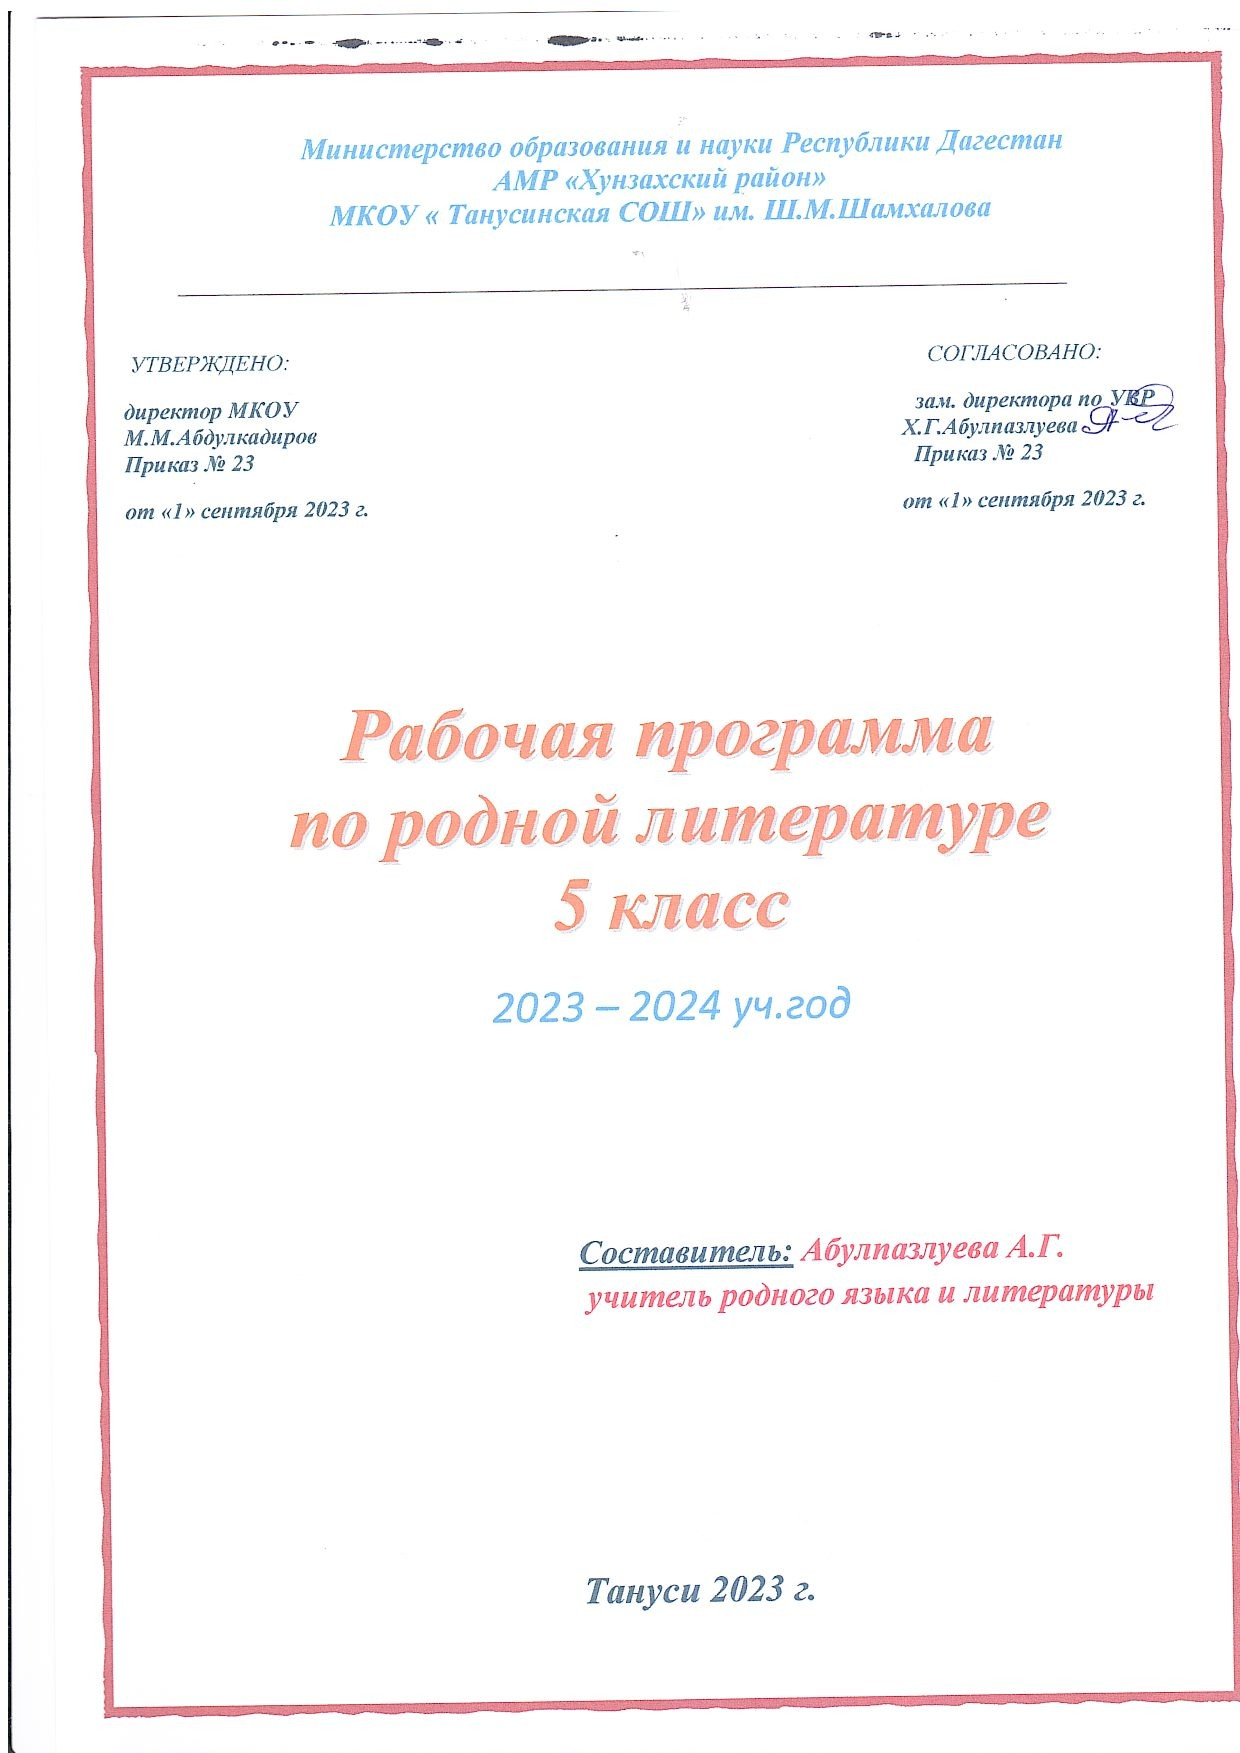 Министерство образования и науки Республики Дагестан
АМР «Хунзахский район»
МКОУ « Танусинская СОШ» им. Ш.М.Шамхалова
УТВЕРЖДЕНО:
директор МКОУ
М.М.Абдулкадиров
Приказ № 23
от «1» сентября 2023 г.
СОГЛАСОВАНО:
зам. директора по УВР
Х.Г.Абулпазлуева
Приказ № 23
от «1» сентября 2023 г.
Рабочая программа
по родной литературе
5 класс
2023 – 2024 уч.год
Составитель: Абулпазлуева А.Г.
учитель родного языка и литературы
Тануси 2023 г.